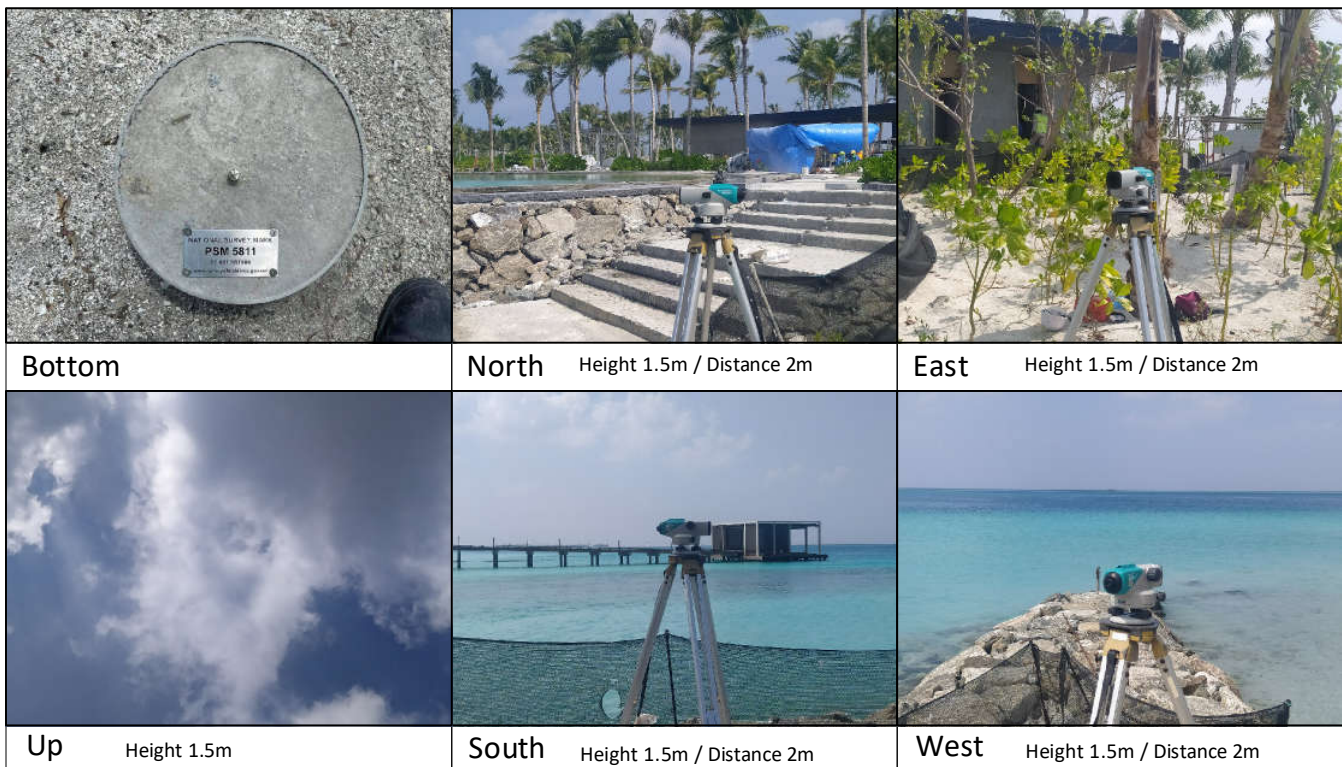 NATIONAL SURVEY MARK
PSM 5811
Bottom
North Height 1.5m / Distance 2m
East Height 1.5m / Distance 2m
Up Height 1.5m
South Height 1.5m / Distance 2m
West Height 1.5m / Distance 2m